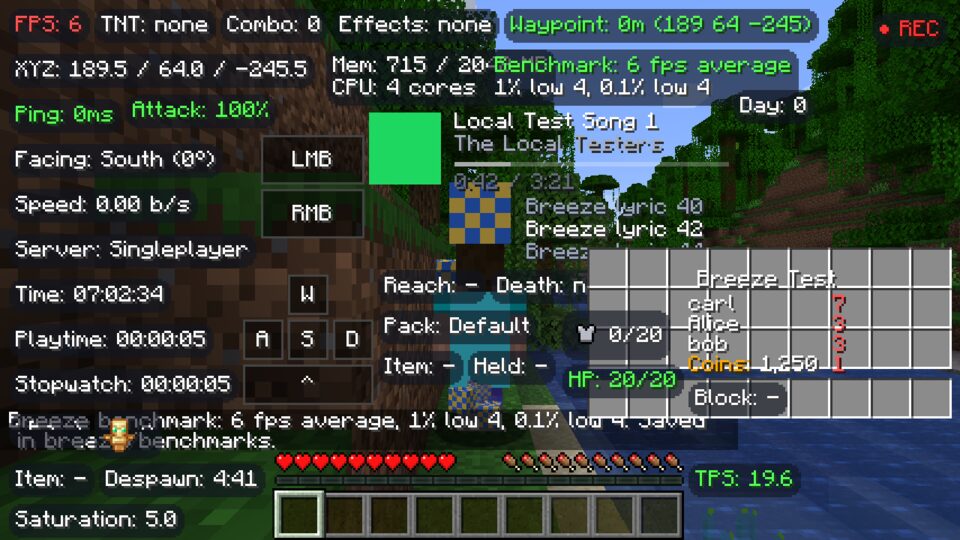 FPS: 6 TNT: none Combo: 0 Effects: none Waypoint: 0m (189 64 -245) REC
XYZ: 189.5 / 64.0 / -245.5
Mem: 715 /
Benchmark: 6 fps average
CPU: 4 cores
1% low 4, 0.1% low 4
Day: 0
Ping: 0ms
Attack: 100%
Local Test Song 1
The Local Testers
0:42 / 3:21
Facing: South (0°)
LMB
Speed: 0.00 b/s
RMB
Breeze lyric 40
Breeze lyric 42
Breeze
Server: Singleplayer
Time: 07:02:34
W
Reach: - Death:
Breeze Test
carl 7
Alice 3
bob 3
Coins: 1,250 1
Playtime: 00:00:05
A S D
Pack: Default
0/20
Item: - Held: -
HP: 20/20
Stopwatch: 00:00:05
^
Block: -
Breeze benchmark: 6 fps average, 1% low 4, 0.1% low 4. Saved
in breeze benchmarks.
Item: - Despawn: 4:41
TPS: 19.6
Saturation: 5.0